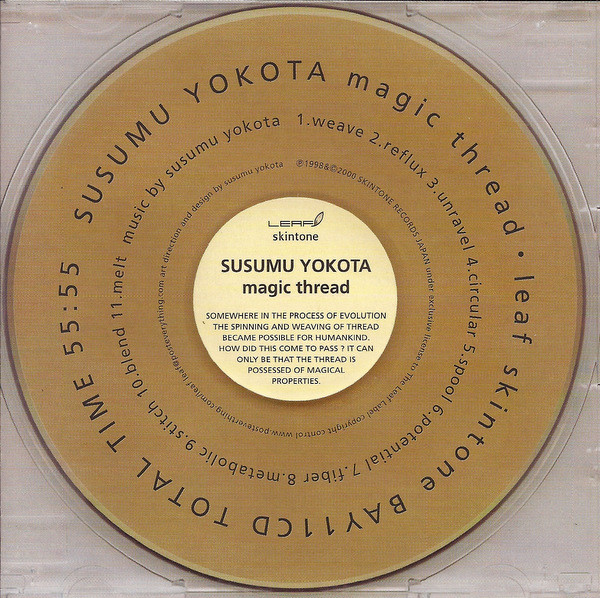 SUSUMU YOKOTA magic thread • leaf skintone BAY11CD TOTAL TIME 55:55
music by susumu yokota 1.weave 2.reflux 3.unravel 4.circular 5.spool 6.potential 7.fiber 8.metabolic 9.stitch 10.blend 11.melt
℗1998&©2000 SKINTONE RECORDS JAPAN under exclusive license to The Leaf Label. copyright control www.posteverything.com/leaf leaf@posteverything.com art direction and design by susumu yokota
LEAF
skintone
SUSUMU YOKOTA
magic thread
SOMEWHERE IN THE PROCESS OF EVOLUTION
THE SPINNING AND WEAVING OF THREAD
BECAME POSSIBLE FOR HUMANKIND.
HOW DID THIS COME TO PASS ? IT CAN
ONLY BE THAT THE THREAD IS
POSSESSED OF MAGICAL
PROPERTIES.